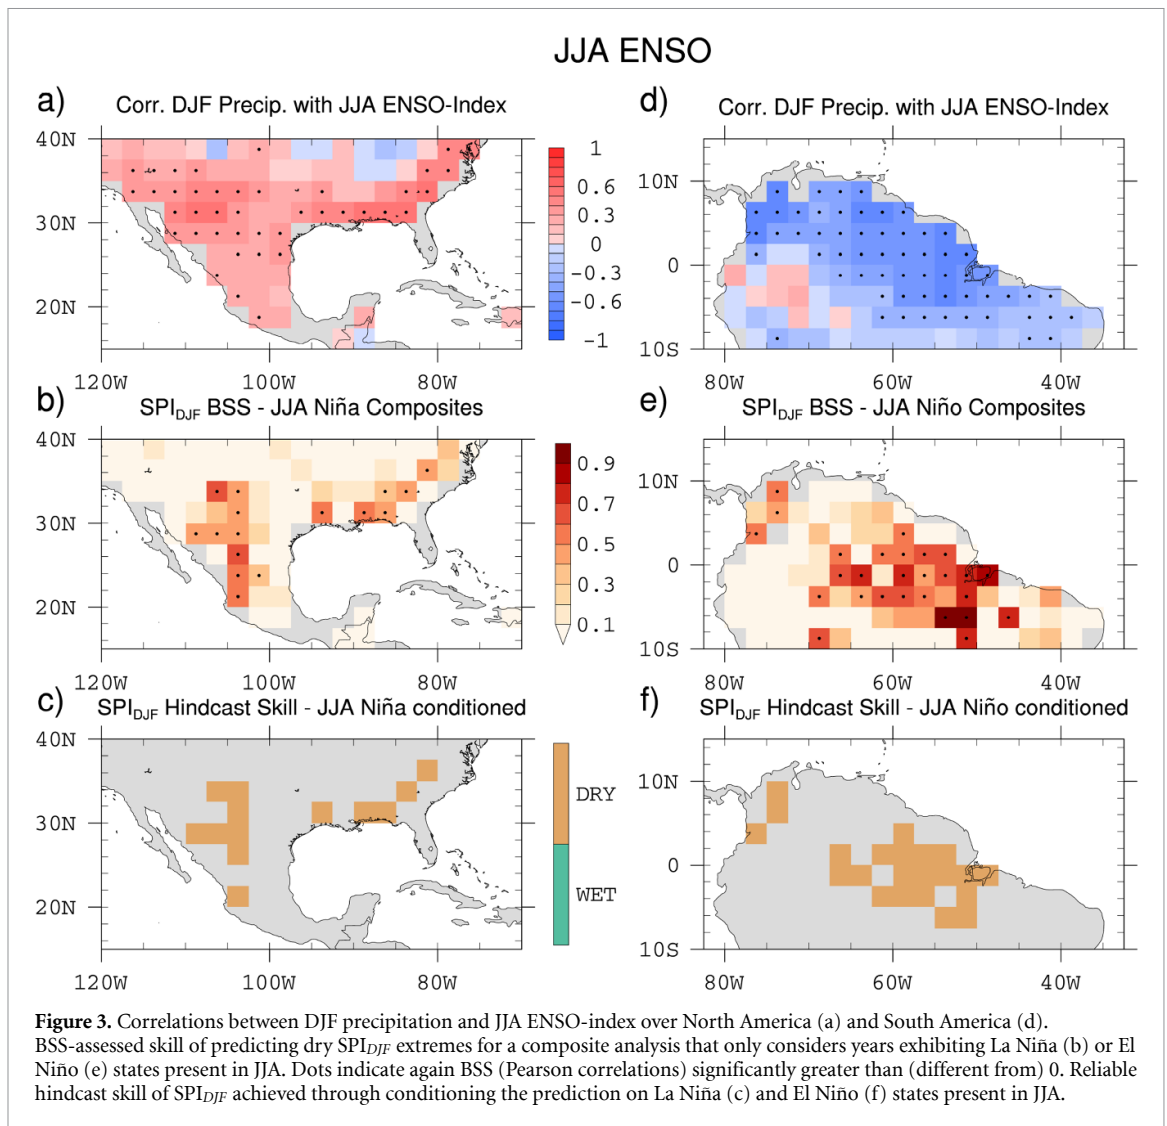 JJA ENSO
a)
Corr. DJF Precip. with JJA ENSO-Index
40N
30N
20N
120W
100W
80W
1
0.6
0.3
0
-0.3
-0.6
-1
d)
Corr. DJF Precip. with JJA ENSO-Index
10N
0
10S
80W
60W
40W
b)
SPIDJF BSS - JJA Niña Composites
40N
30N
20N
120W
100W
80W
0.9
0.7
0.5
0.3
0.1
e)
SPIDJF BSS - JJA Niño Composites
10N
0
10S
80W
60W
40W
c)
SPIDJF Hindcast Skill - JJA Niña conditioned
40N
30N
20N
120W
100W
80W
DRY
WET
f)
SPIDJF Hindcast Skill - JJA Niño conditioned
10N
0
10S
80W
60W
40W
Figure 3. Correlations between DJF precipitation and JJA ENSO-index over North America (a) and South America (d).
BSS-assessed skill of predicting dry SPIDJF extremes for a composite analysis that only considers years exhibiting La Niña (b) or El
Niño (e) states present in JJA. Dots indicate again BSS (Pearson correlations) significantly greater than (different from) 0. Reliable
hindcast skill of SPIDJF achieved through conditioning the prediction on La Niña (c) and El Niño (f) states present in JJA.